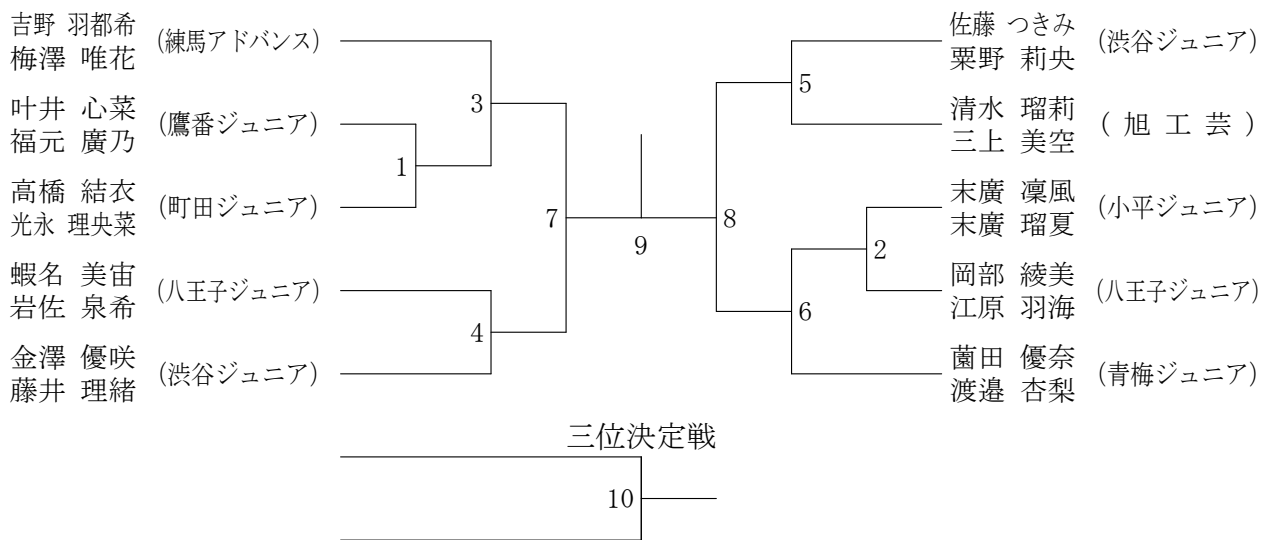 吉野 羽都希
梅澤 唯花
(練馬アドバンス)
叶井 心菜
福元 廣乃
(鷹番ジュニア)
高橋 結衣
光永 理央菜
(町田ジュニア)
蝦名 美宙
岩佐 泉希
(八王子ジュニア)
金澤 優咲
藤井 理緒
(渋谷ジュニア)
3
1
7
4
9
佐藤 つきみ
粟野 莉央
(渋谷ジュニア)
清水 瑠莉
三上 美空
( 旭 工 芸 )
末廣 凜風
末廣 瑠夏
(小平ジュニア)
岡部 綾美
江原 羽海
(八王子ジュニア)
薗田 優奈
渡邉 杏梨
(青梅ジュニア)
5
8
2
6
三位決定戦
10